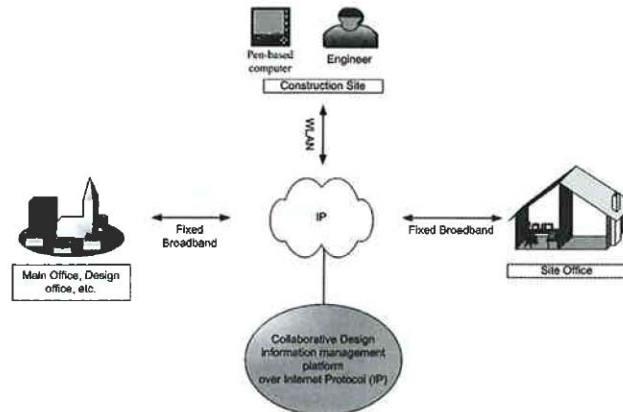 Pen-based
computer
Engineer
Construction Site
WLAN
IP
Fixed
Broadband
Fixed Broadband
Main Office, Design
office, etc.
Site Office
Collaborative Design
Information management
platform
over Internet Protocol (IP)